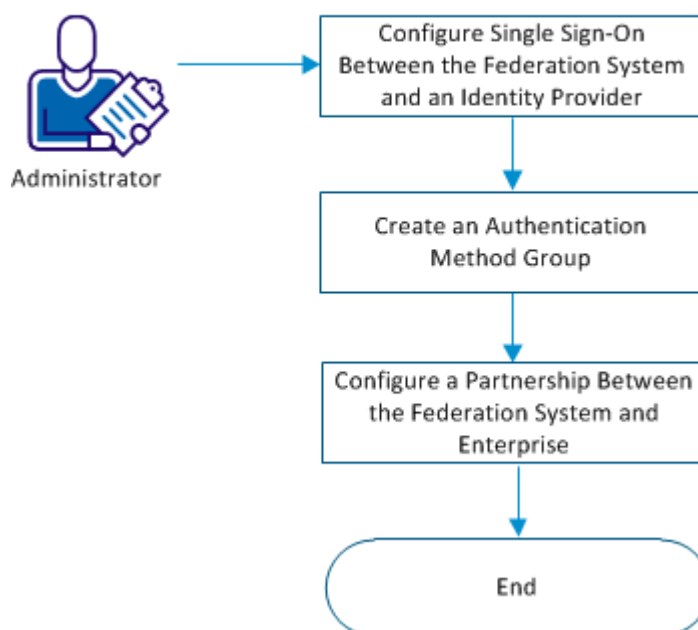 Administrator
Configure Single Sign-On
Between the Federation System
and an Identity Provider
Create an Authentication
Method Group
Configure a Partnership Between
the Federation System and
Enterprise
End